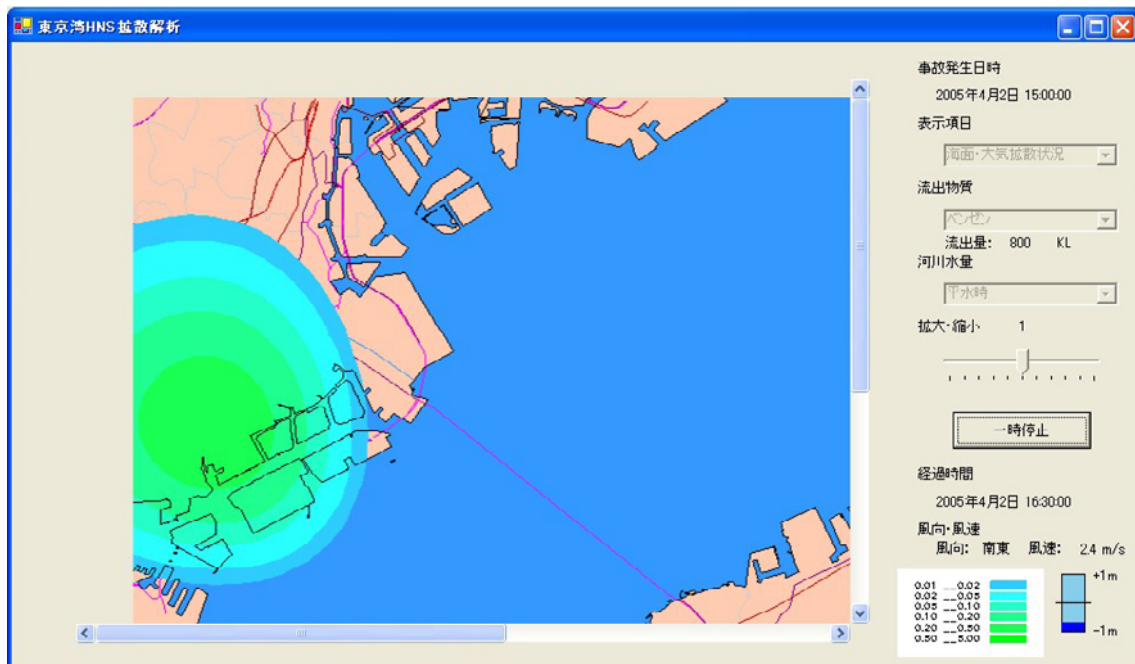 東京湾HNS拡散解析
事故発生日時
2005年4月2日 15:00:00
表示項目
海面・大気拡散状況
流出物質
ベンゼン
流出量: 800 KL
河川水量
平水時
拡大・縮小 1
一時停止
経過時間
2005年4月2日 16:30:00
風向・風速
風向: 南東 風速: 2.4 m/s
0.01 __0.02
0.02 __0.05
0.05 __0.10
0.10 __0.20
0.20 __0.50
0.50 __5.00
+1m
-1m